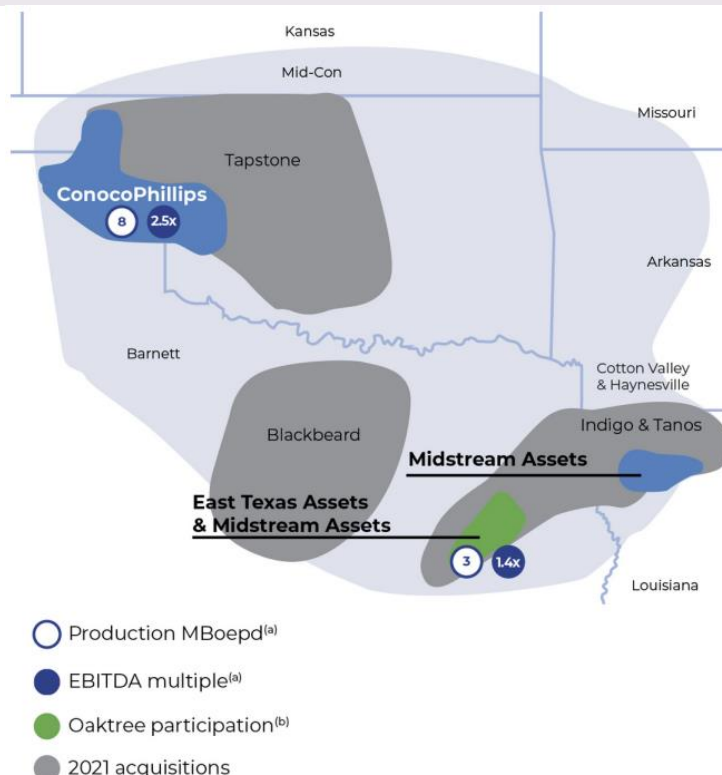 Kansas
Mid-Con
Missouri
Tapstone
ConocoPhillips
8
2.5x
Arkansas
Barnett
Cotton Valley
& Haynesville
Indigo & Tanos
Blackbeard
Midstream Assets
East Texas Assets
& Midstream Assets
3
1.4x
Louisiana
Production MBoepd(a)
EBITDA multiple(a)
Oaktree participation(b)
2021 acquisitions